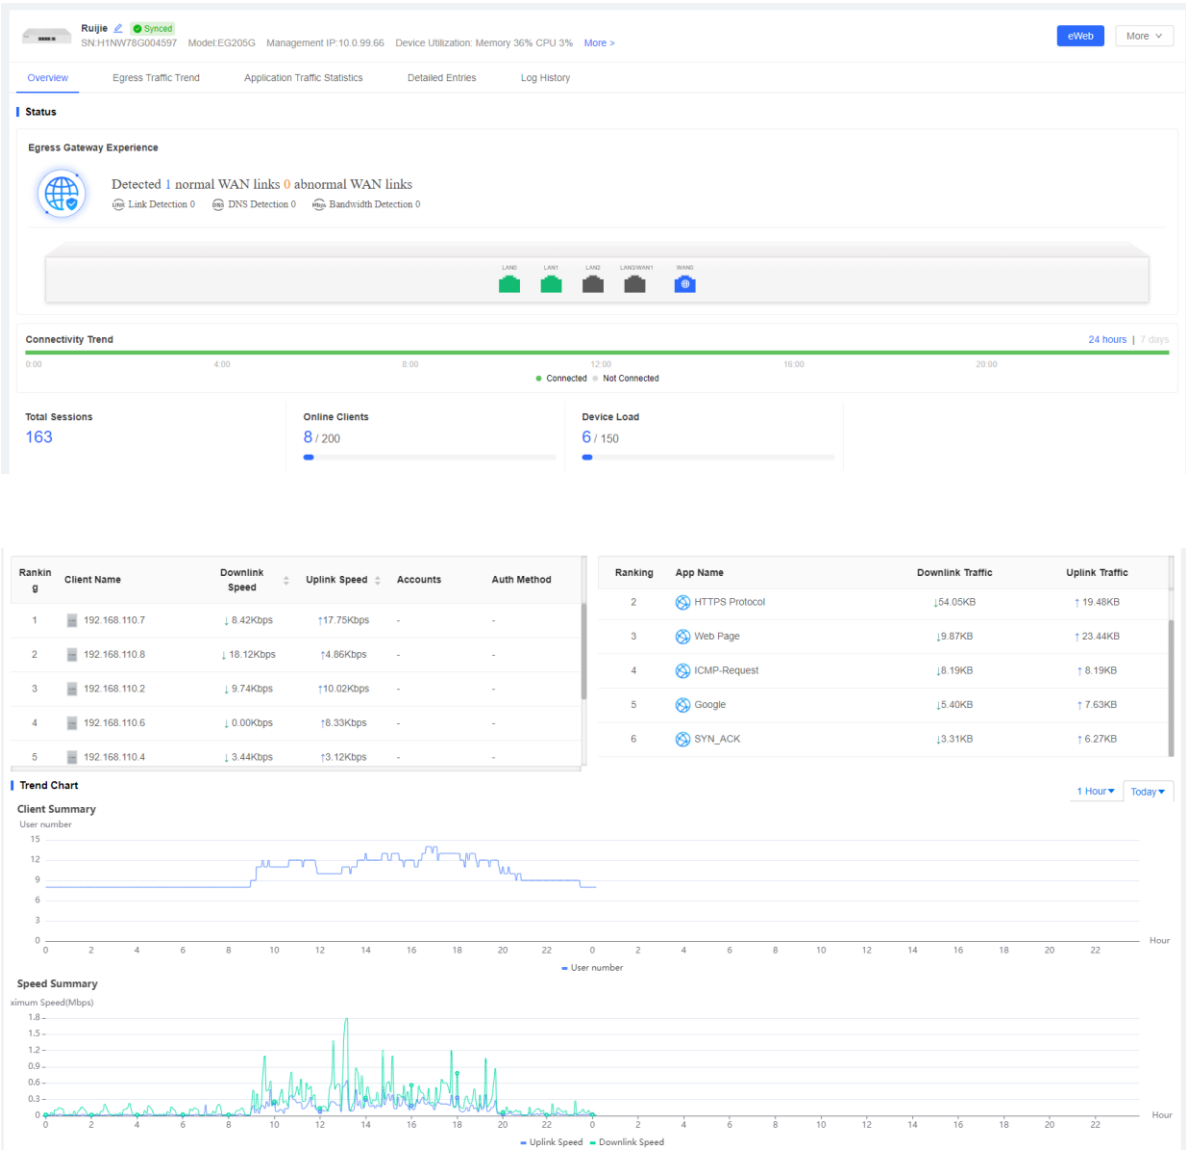 Ruijie Synced
SN:H1NW78G004597 Model:EG205G Management IP:10.0.99.66 Device Utilization: Memory 36% CPU 3% More >
eWeb More
Overview Egress Traffic Trend Application Traffic Statistics Detailed Entries Log History
Status
Egress Gateway Experience
Detected 1 normal WAN links 0 abnormal WAN links
LINK Link Detection 0 DNS DNS Detection 0 Mbps Bandwidth Detection 0
LAN0 LAN1 LAN2 LAN3/WAN1 WAN0
Connectivity Trend 24 hours | 7 days
0:00 4:00 8:00 12:00 16:00 20:00
Connected Not Connected
Total Sessions Online Clients Device Load
163 8 / 200 6 / 150
Rankin
g Client Name Downlink Speed Uplink Speed Accounts Auth Method
1 192.168.110.7 ↓ 8.42Kbps ↑17.75Kbps - -
2 192.168.110.8 ↓ 18.12Kbps ↑4.86Kbps - -
3 192.168.110.2 ↓ 9.74Kbps ↑10.02Kbps - -
4 192.168.110.6 ↓ 0.00Kbps ↑8.33Kbps - -
5 192.168.110.4 ↓ 3.44Kbps ↑3.12Kbps - -
Ranking App Name Downlink Traffic Uplink Traffic
2 HTTPS Protocol ↓54.05KB ↑ 19.48KB
3 Web Page ↓9.87KB ↑ 23.44KB
4 ICMP-Request ↓8.19KB ↑ 8.19KB
5 Google ↓5.40KB ↑ 7.63KB
6 SYN_ACK ↓3.31KB ↑ 6.27KB
Trend Chart
1 Hour▼ Today▼
Client Summary
User number
15
12
9
6
3
0
0 2 4 6 8 10 12 14 16 18 20 22 0 2 4 6 8 10 12 14 16 18 20 22 Hour
User number
Speed Summary
ximum Speed(Mbps)
1.8
1.5
1.2
0.9
0.6
0.3
0
0 2 4 6 8 10 12 14 16 18 20 22 0 2 4 6 8 10 12 14 16 18 20 22 Hour
Uplink Speed Downlink Speed